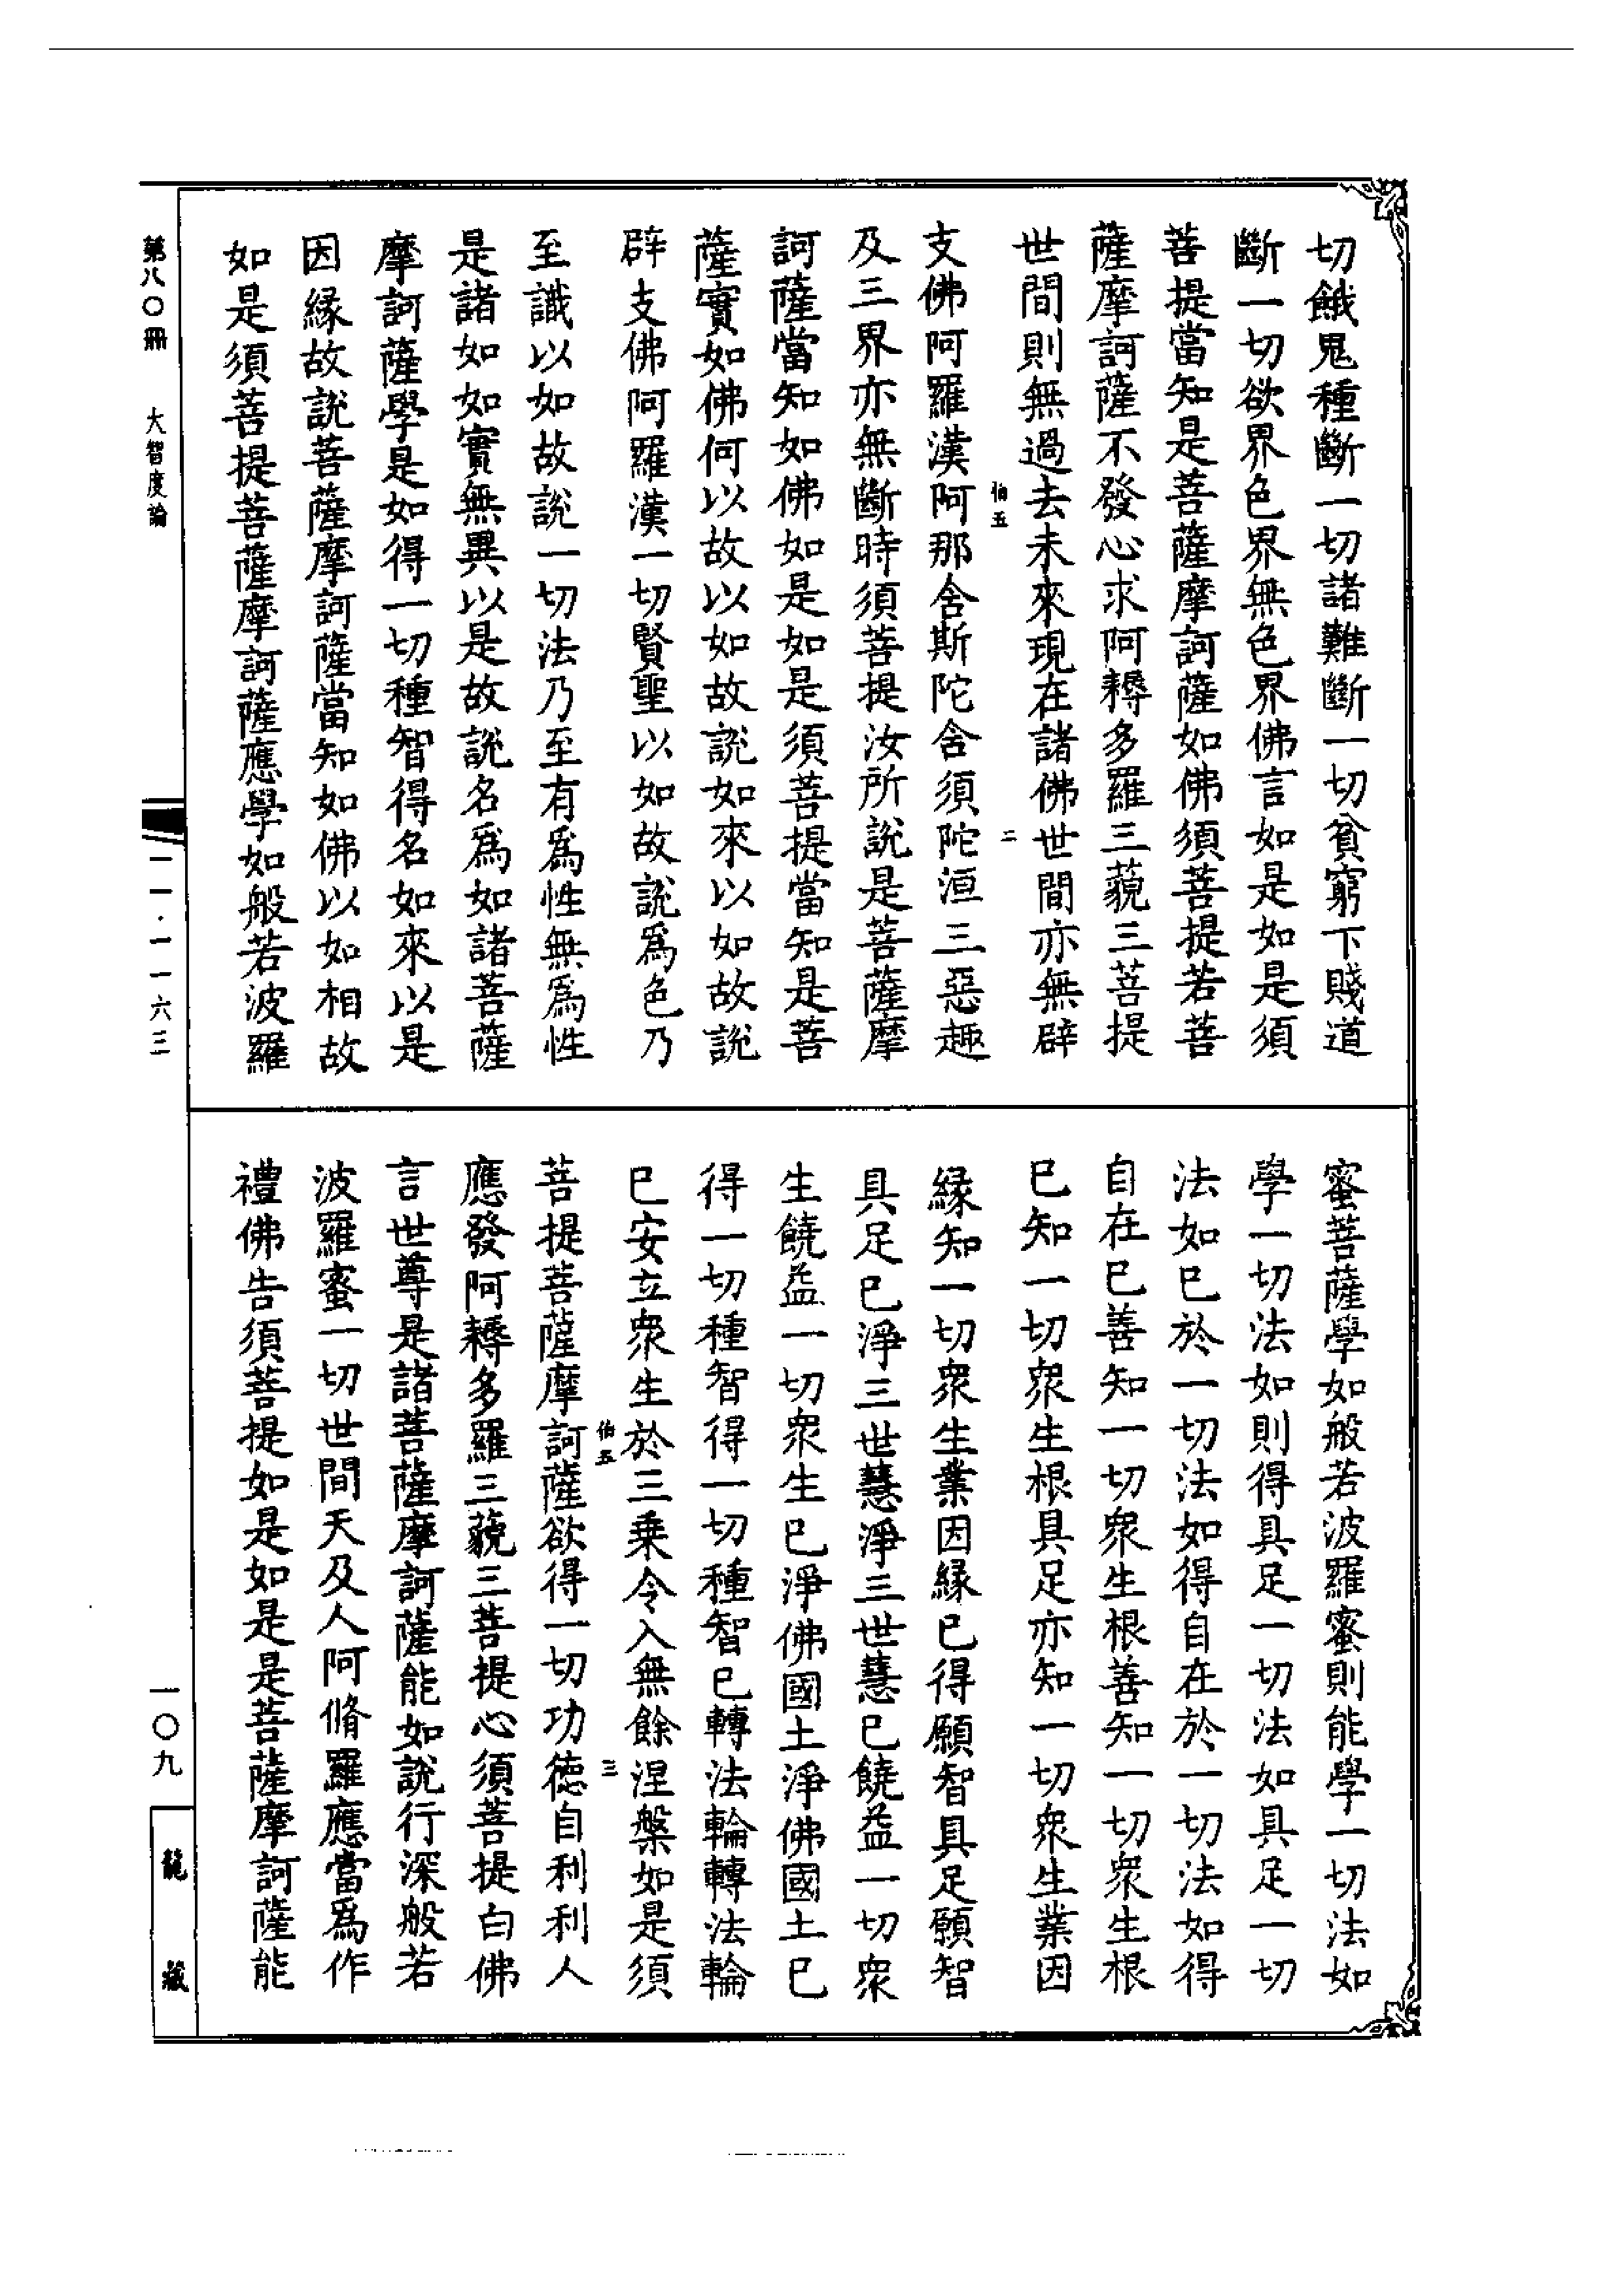 切餓鬼種斷一切諸難斷一切貧窮下賤道
斷一切欲界色界無色界佛言如是如是須
菩提當知是菩薩摩訶薩如佛須菩提若菩
薩摩訶薩不發心求阿耨多羅三藐三菩提
世間則無過去未來現在諸佛世間亦無辟
伯五
二
支佛阿羅漢阿那含斯陀含須陀洹三惡趣
及三界亦無斷時須菩提汝所說是菩薩摩
訶薩當知如佛如是如是須菩提當知是菩
薩實如佛何以故以如故說如來以如故說
辟支佛阿羅漢一切賢聖以如故說爲色乃
至識以如故說一切法乃至有爲性無爲性
是諸如如實無異以是故說名爲如諸菩薩
摩訶薩學是如得一切種智得名如來以是
因緣故說菩薩摩訶薩當知如佛以如相故
如是須菩提菩薩摩訶薩應學如般若波羅
蜜菩薩學如般若波羅蜜則能學一切法如
學一切法如則得具足一切法如具足一切
法如已於一切法如得自在於一切法如得
自在已善知一切衆生根善知一切衆生根
已知一切衆生根具足亦知一切衆生業因
緣知一切衆生業因緣已得願智具足願智
具足已淨三世慧淨三世慧已饒益一切衆
生饒益一切衆生已淨佛國土淨佛國土已
得一切種智得一切種智已轉法輪轉法輪
已安立衆生於三乗令入無餘涅槃如是須
伯五
三
菩提菩薩摩訶薩欲得一切功德自利利人
應發阿耨多羅三藐三菩提心須菩提白佛
言世尊是諸菩薩摩訶薩能如說行深般若
波羅蜜一切世間天及人阿脩羅應當爲作
禮佛告須菩提如是如是是菩薩摩訶薩能
第八〇冊 大智度論
一一·一一六三
一〇九
龍藏